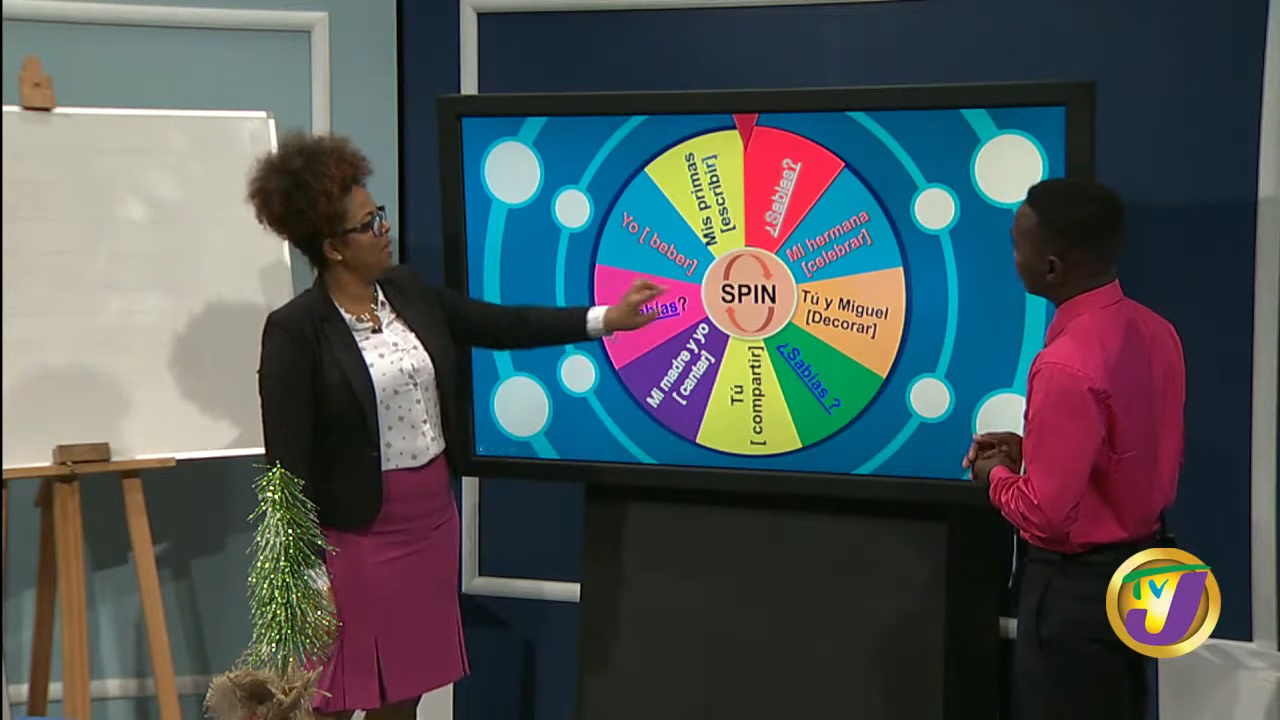 ¿Sabías?
Mi hermana
[celebrar]
Tú y Miguel
[Decorar]
¿Sabías ?
Tú
[ compartir]
Mi madre y yo
[ cantar]
Yo [ beber]
Mis primas
[escribir]
SPIN
TVJ